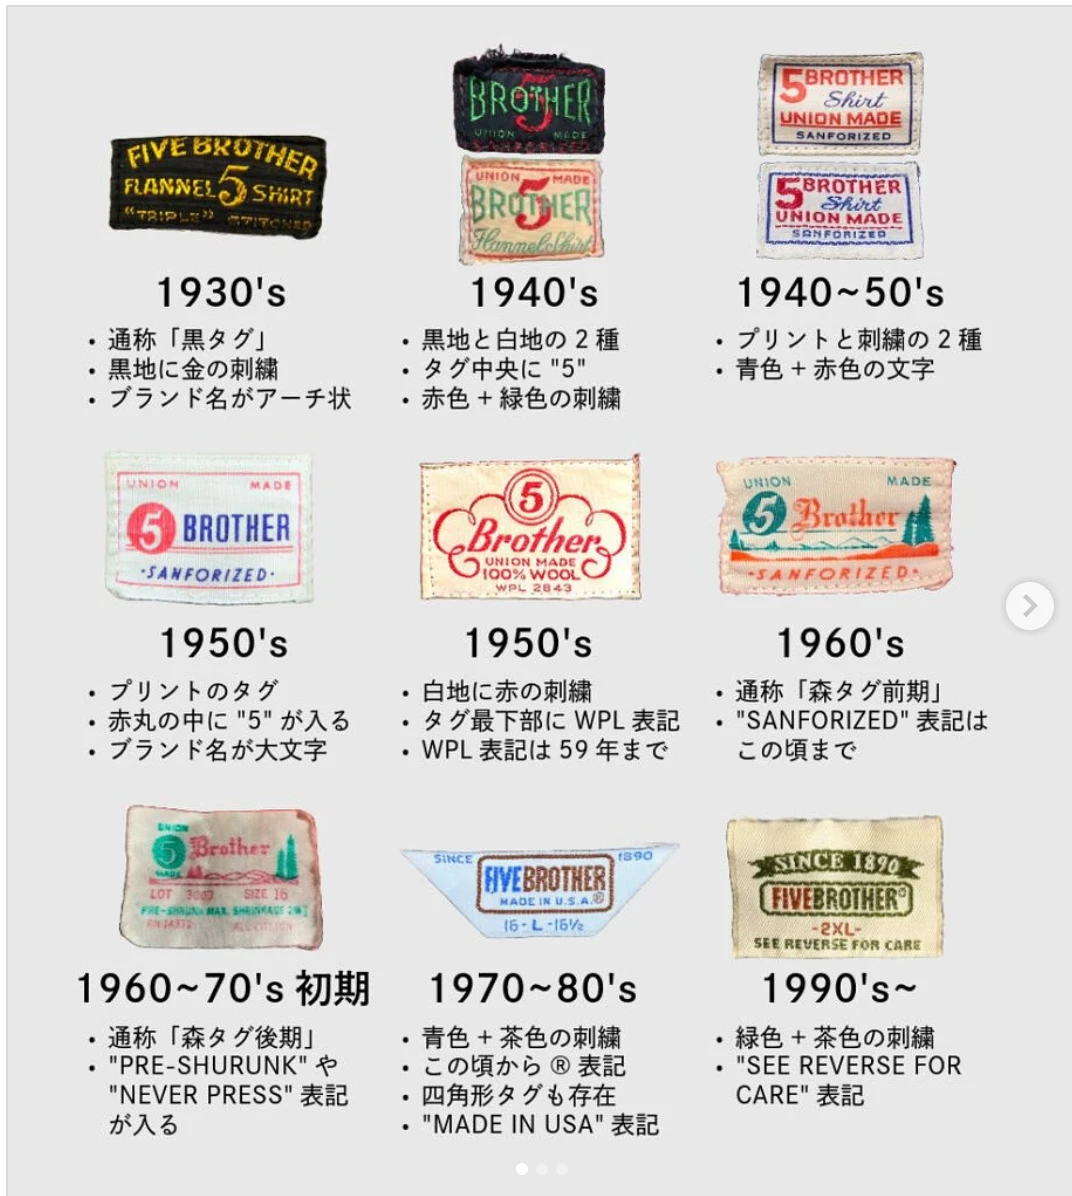 FIVE BROTHER
FLANNEL 5 SHIRT
"TRIPLE" STITCHED
1930's
・通称「黒タグ」
・黒地に金の刺繍
・ブランド名がアーチ状
BROTHER
5
UNION MADE
SANFORIZED
UNION MADE
5
BROTHER
Flannel Shirt
1940's
・黒地と白地の 2 種
・タグ中央に "5"
・赤色 + 緑色の刺繍
5 BROTHER
Shirt
UNION MADE
SANFORIZED
5 BROTHER
Shirt
UNION MADE
SANFORIZED
1940~50's
・プリントと刺繍の 2 種
・青色 + 赤色の文字
UNION MADE
5 BROTHER
·SANFORIZED·
1950's
・プリントのタグ
・赤丸の中に "5" が入る
・ブランド名が大文字
5
Brother
UNION MADE
100% WOOL
WPL 2843
1950's
・白地に赤の刺繍
・タグ最下部に WPL 表記
・WPL 表記は 59 年まで
UNION MADE
5 Brother
·SANFORIZED·
1960's
・通称「森タグ前期」
・"SANFORIZED" 表記は
この頃まで
UNION
5 Brother
MADE
LOT SIZE 16
PRE-SHRUNK MAX. SHRINKAGE
RN 14372 ALL COTTON
1960~70's 初期
・通称「森タグ後期」
・"PRE-SHURUNK" や
"NEVER PRESS" 表記
が入る
SINCE 1890
FIVE BROTHER
MADE IN U.S.A.®
16 - L - 16½
1970~80's
・青色 + 茶色の刺繍
・この頃から ® 表記
・四角形タグも存在
・"MADE IN USA" 表記
SINCE 1890
FIVEBROTHER®
-2XL-
SEE REVERSE FOR CARE
1990's~
・緑色 + 茶色の刺繍
・"SEE REVERSE FOR
CARE" 表記